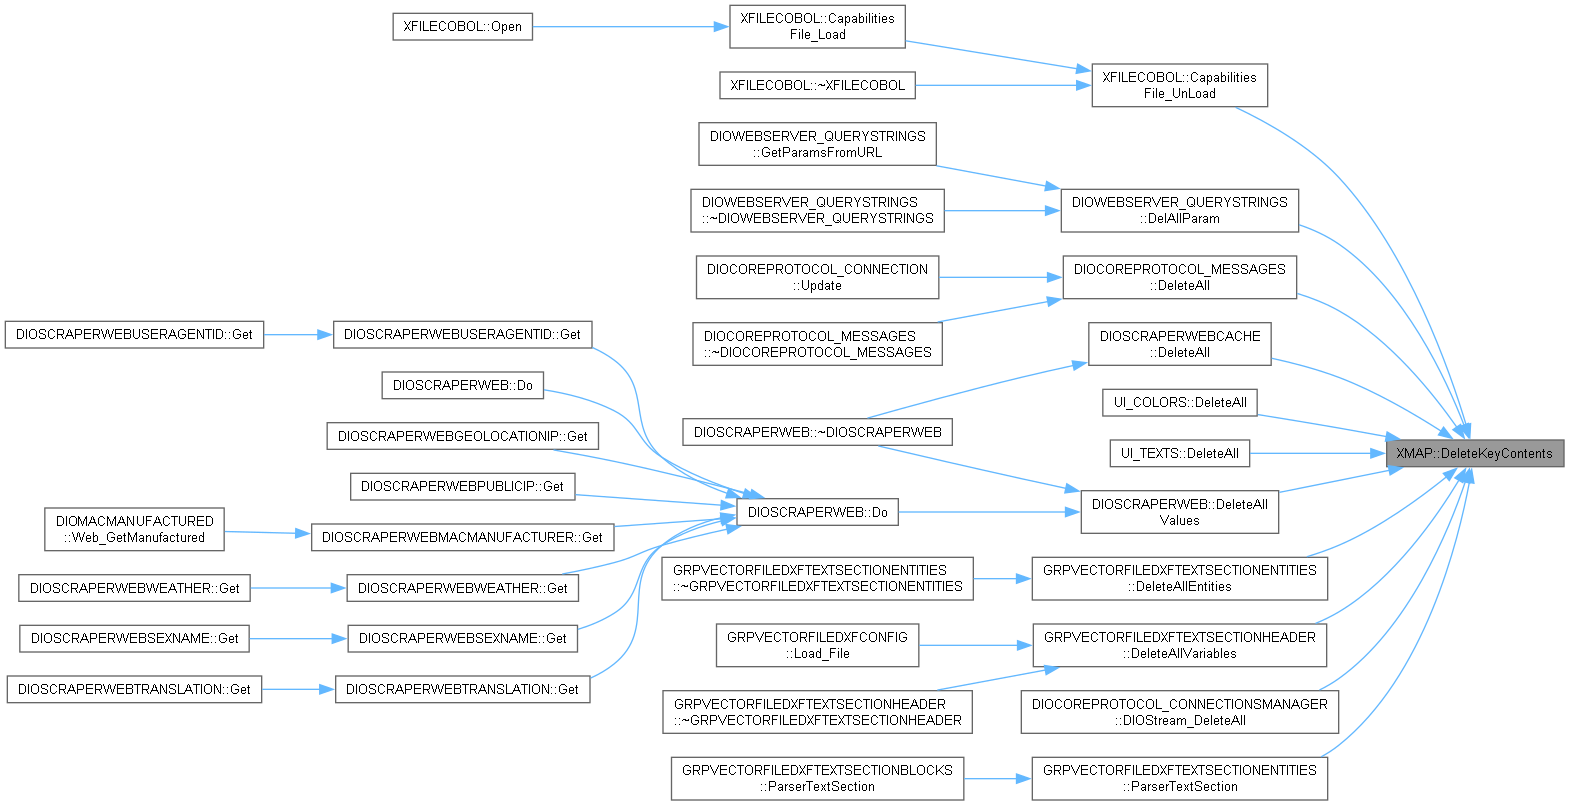 XFILECOBOL::Open
XFILECOBOL::Capabilities
File_Load
XFILECOBOL::~XFILECOBOL
XFILECOBOL::Capabilities
File_UnLoad
DIOWEBSERVER_QUERYSTRINGS
::GetParamsFromURL
DIOWEBSERVER_QUERYSTRINGS
::~DIOWEBSERVER_QUERYSTRINGS
DIOWEBSERVER_QUERYSTRINGS
::DelAllParam
DIOCOREPROTOCOL_CONNECTION
::Update
DIOCOREPROTOCOL_MESSAGES
::DeleteAll
DIOCOREPROTOCOL_MESSAGES
::~DIOCOREPROTOCOL_MESSAGES
DIOSCRAPERWEBCACHE
::DeleteAll
DIOSCRAPERWEBUSERAGENTID::Get
DIOSCRAPERWEBUSERAGENTID::Get
DIOSCRAPERWEB::Do
UI_COLORS::DeleteAll
DIOSCRAPERWEBGEOLOCATIONIP::Get
DIOSCRAPERWEB::~DIOSCRAPERWEB
UI_TEXTS::DeleteAll
XMAP::DeleteKeyContents
DIOSCRAPERWEBPUBLICIP::Get
DIOSCRAPERWEB::Do
DIOSCRAPERWEB::DeleteAll
Values
DIOMACMANUFACTURED
::Web_GetManufactured
DIOSCRAPERWEBMACMANUFACTURER::Get
GRPVECTORFILEDXFTEXTSECTIONENTITIES
::~GRPVECTORFILEDXFTEXTSECTIONENTITIES
GRPVECTORFILEDXFTEXTSECTIONENTITIES
::DeleteAllEntities
DIOSCRAPERWEBWEATHER::Get
DIOSCRAPERWEBWEATHER::Get
DIOSCRAPERWEBSEXNAME::Get
DIOSCRAPERWEBSEXNAME::Get
GRPVECTORFILEDXFCONFIG
::Load_File
GRPVECTORFILEDXFTEXTSECTIONHEADER
::DeleteAllVariables
DIOSCRAPERWEBTRANSLATION::Get
DIOSCRAPERWEBTRANSLATION::Get
GRPVECTORFILEDXFTEXTSECTIONHEADER
::~GRPVECTORFILEDXFTEXTSECTIONHEADER
DIOCOREPROTOCOL_CONNECTIONSMANAGER
::DIOStream_DeleteAll
GRPVECTORFILEDXFTEXTSECTIONBLOCKS
::ParserTextSection
GRPVECTORFILEDXFTEXTSECTIONENTITIES
::ParserTextSection